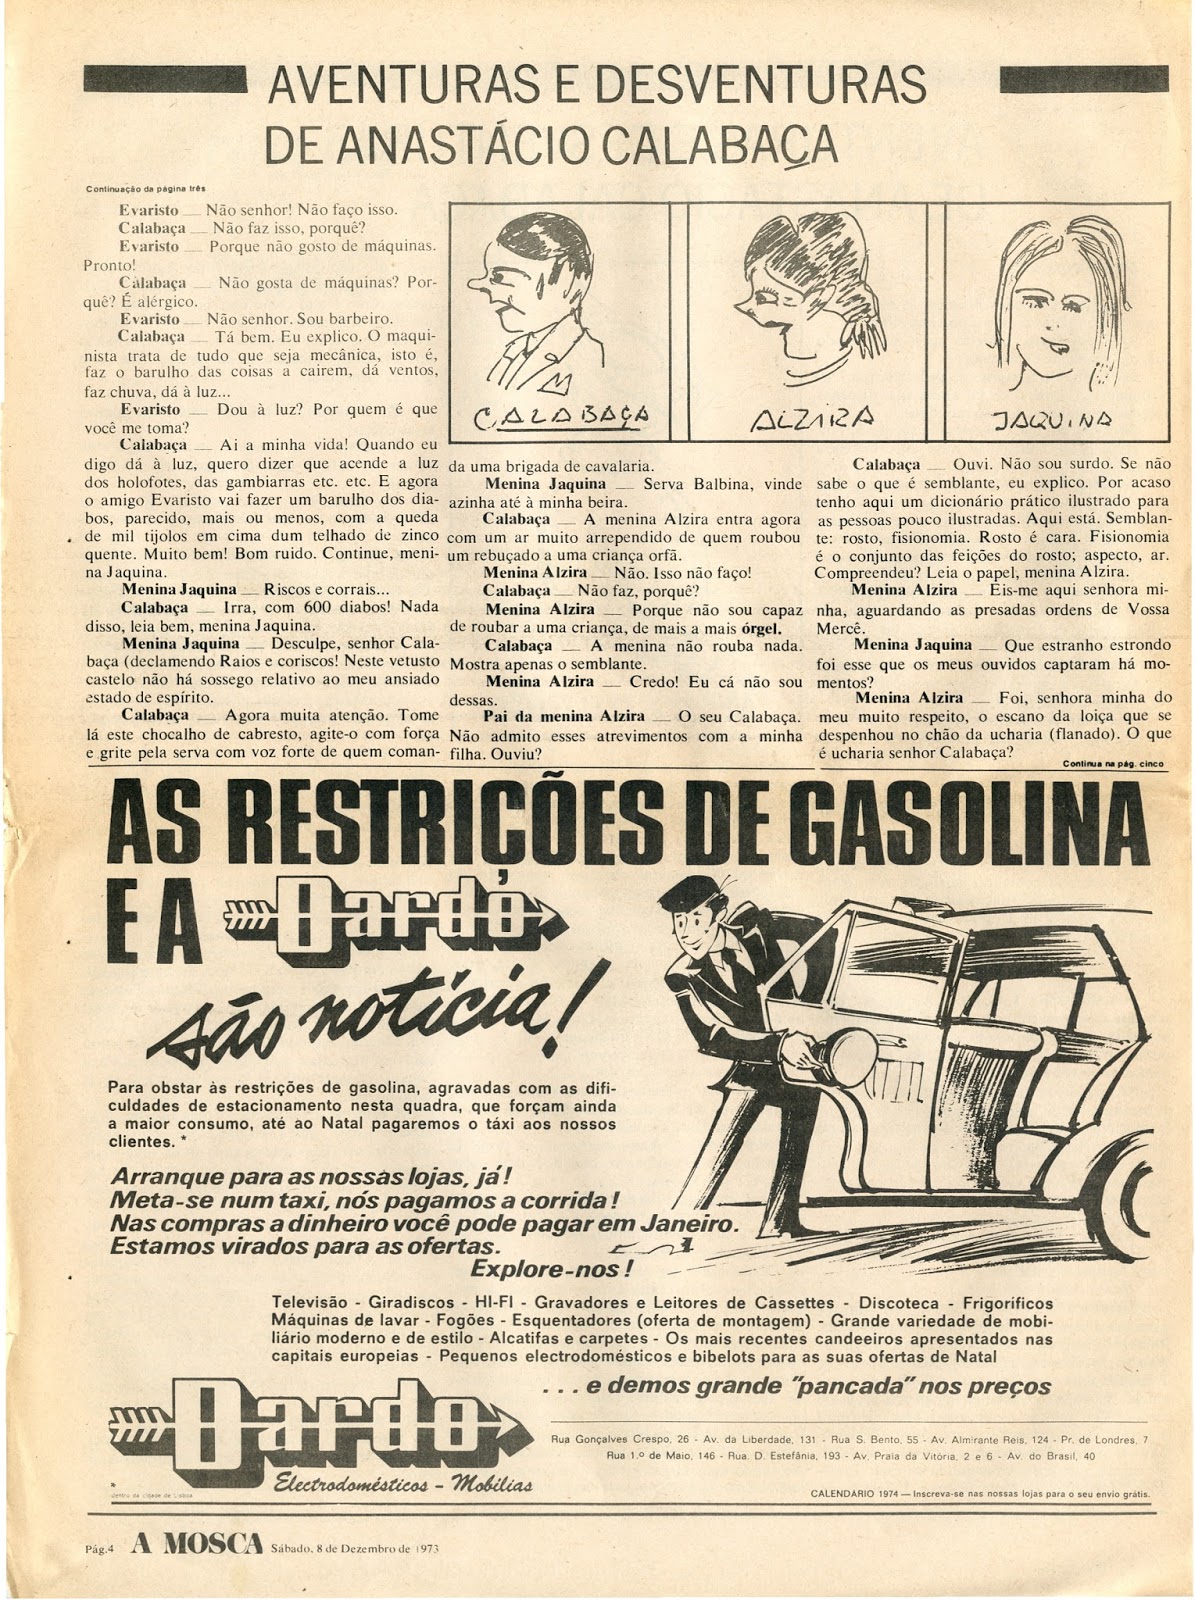 AVENTURAS E DESVENTURAS
DE ANASTÁCIO CALABAÇA
Continuação da página três
Evaristo — Não senhor! Não faço isso.
Calabaça — Não faz isso, porquê?
Evaristo — Porque não gosto de máquinas.
Pronto!
Calabaça — Não gosta de máquinas? Por-
quê? É alérgico.
Evaristo — Não senhor. Sou barbeiro.
Calabaça — Tá bem. Eu explico. O maqui-
nista trata de tudo que seja mecânica, isto é,
faz o barulho das coisas a cairem, dá ventos,
faz chuva, dá à luz...
Evaristo — Dou à luz? Por quem é que
você me toma?
Calabaça — Ai a minha vida! Quando eu
digo dá à luz, quero dizer que acende a luz
dos holofotes, das gambiarras etc. etc. E agora
o amigo Evaristo vai fazer um barulho dos dia-
bos, parecido, mais ou menos, com a queda
de mil tijolos em cima dum telhado de zinco
quente. Muito bem! Bom ruido. Continue, meni-
na Jaquina.
Menina Jaquina — Riscos e corrais...
Calabaça — Irra, com 600 diabos! Nada
disso, leia bem, menina Jaquina.
Menina Jaquina — Desculpe, senhor Cala-
baça (declamendo Raios e coriscos! Neste vetusto
castelo não há sossego relativo ao meu ansiado
estado de espírito.
Calabaça — Agora muita atenção. Tome
lá este chocalho de cabresto, agite-o com força
e grite pela serva com voz forte de quem coman-
CALABAÇA
ALZIRA
JAQUINA
da uma brigada de cavalaria.
Menina Jaquina — Serva Balbina, vinde
azinha até à minha beira.
Calabaça — A menina Alzira entra agora
com um ar muito arrependido de quem roubou
um rebuçado a uma criança orfã.
Menina Alzira — Não. Isso não faço!
Calabaça — Não faz, porquê?
Menina Alzira — Porque não sou capaz
de roubar a uma criança, de mais a mais órgel.
Calabaça — A menina não rouba nada.
Mostra apenas o semblante.
Menina Alzira — Credo! Eu cá não sou
dessas.
Pai da menina Alzira — O seu Calabaça.
Não admito esses atrevimentos com a minha
filha. Ouviu?
Calabaça — Ouvi. Não sou surdo. Se não
sabe o que é semblante, eu explico. Por acaso
tenho aqui um dicionário prático ilustrado para
as pessoas pouco ilustradas. Aqui está. Semblan-
te: rosto, fisionomia. Rosto é cara. Fisionomia
é o conjunto das feições do rosto; aspecto, ar.
Compreendeu? Leia o papel, menina Alzira.
Menina Alzira — Eis-me aqui senhora mi-
nha, aguardando as presadas ordens de Vossa
Mercê.
Menina Jaquina — Que estranho estrondo
foi esse que os meus ouvidos captaram há mo-
mentos?
Menina Alzira — Foi, senhora minha do
meu muito respeito, o escano da loiça que se
despenhou no chão da ucharia (flanado). O que
é ucharia senhor Calabaça?
Continua na pág. cinco
AS RESTRIÇÕES DE GASOLINA
E A Dardo
são notícia!
Para obstar às restrições de gasolina, agravadas com as difi-
culdades de estacionamento nesta quadra, que forçam ainda
a maior consumo, até ao Natal pagaremos o táxi aos nossos
clientes. *
Arranque para as nossas lojas, já!
Meta-se num taxi, nós pagamos a corrida!
Nas compras a dinheiro você pode pagar em Janeiro.
Estamos virados para as ofertas.
Explore-nos!
Televisão - Giradiscos - HI-FI - Gravadores e Leitores de Cassettes - Discoteca - Frigoríficos
Máquinas de lavar - Fogões - Esquentadores (oferta de montagem) - Grande variedade de mobi-
liário moderno e de estilo - Alcatifas e carpetes - Os mais recentes candeeiros apresentados nas
capitais europeias - Pequenos electrodomésticos e bibelots para as suas ofertas de Natal
... e demos grande "pancada" nos preços
Dardo
Electrodomésticos - Mobílias
* dentro da cidade de Lisboa
Rua Gonçalves Crespo, 26 - Av. da Liberdade, 131 - Rua S. Bento, 55 - Av. Almirante Reis, 124 - Pr. de Londres, 7
Rua 1.º de Maio, 146 - Rua D. Estefânia, 193 - Av. Praia da Vitória, 2 e 6 - Av. do Brasil, 40
CALENDARIO 1974 — Inscreva-se nas nossas lojas para o seu envio grátis.
Pág.4 A MOSCA Sábado, 8 de Dezembro de 1973